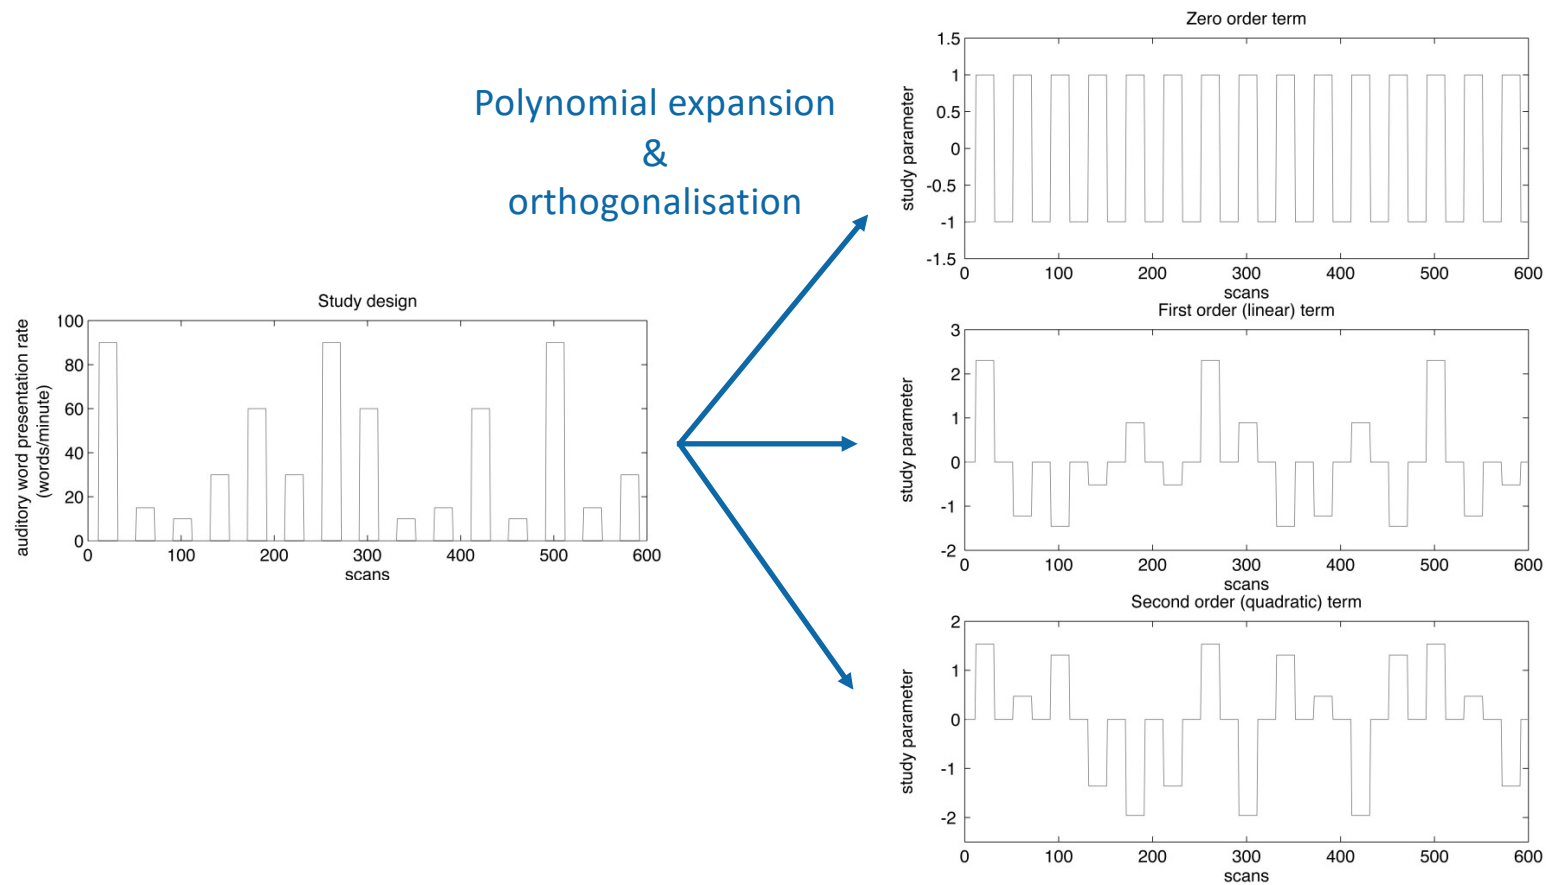 Polynomial expansion
&
orthogonalisation
Study design
auditory word presentation rate
(words/minute)
100
80
60
40
20
0
0 100 200 300 400 500 600
scans
Zero order term
study parameter
1.5
1
0.5
0
-0.5
-1
-1.5
0 100 200 300 400 500 600
scans
First order (linear) term
study parameter
3
2
1
0
-1
-2
0 100 200 300 400 500 600
scans
Second order (quadratic) term
study parameter
2
1
0
-1
-2
0 100 200 300 400 500 600
scans